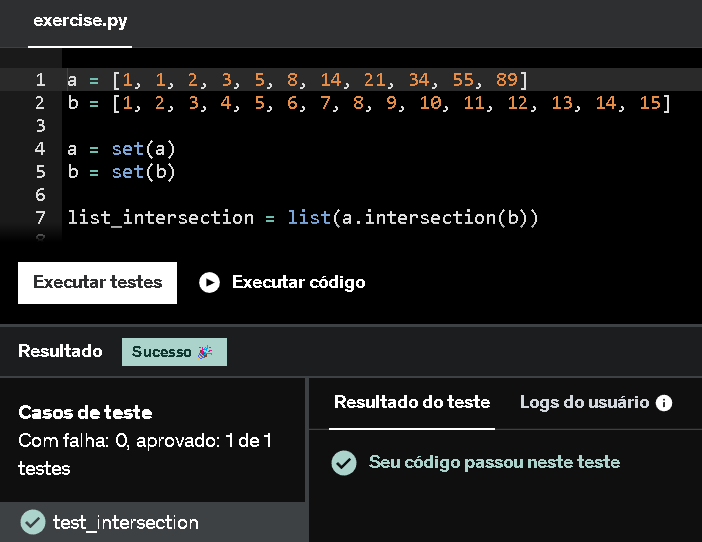 exercise.py
1 a = [1, 1, 2, 3, 5, 8, 14, 21, 34, 55, 89]
2 b = [1, 2, 3, 4, 5, 6, 7, 8, 9, 10, 11, 12, 13, 14, 15]
3
4 a = set(a)
5 b = set(b)
6
7 list_intersection = list(a.intersection(b))
8
Executar testes
Executar código
Resultado
Sucesso 🎉
Casos de teste
Com falha: 0, aprovado: 1 de 1
testes
test_intersection
Resultado do teste
Logs do usuário
Seu código passou neste teste